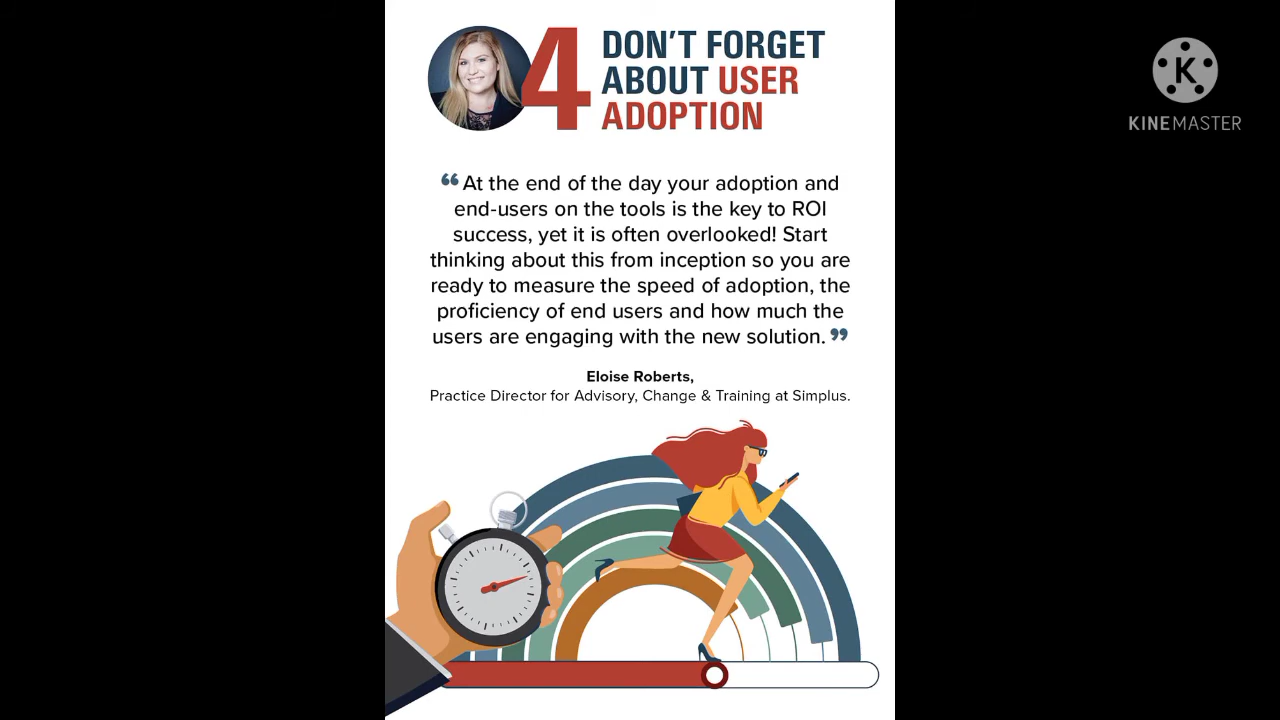 4 DON'T FORGET
ABOUT USER
ADOPTION
K
KINEMASTER
“At the end of the day your adoption and
end-users on the tools is the key to ROI
success, yet it is often overlooked! Start
thinking about this from inception so you are
ready to measure the speed of adoption, the
proficiency of end users and how much the
users are engaging with the new solution.”
Eloise Roberts,
Practice Director for Advisory, Change & Training at Simplus.